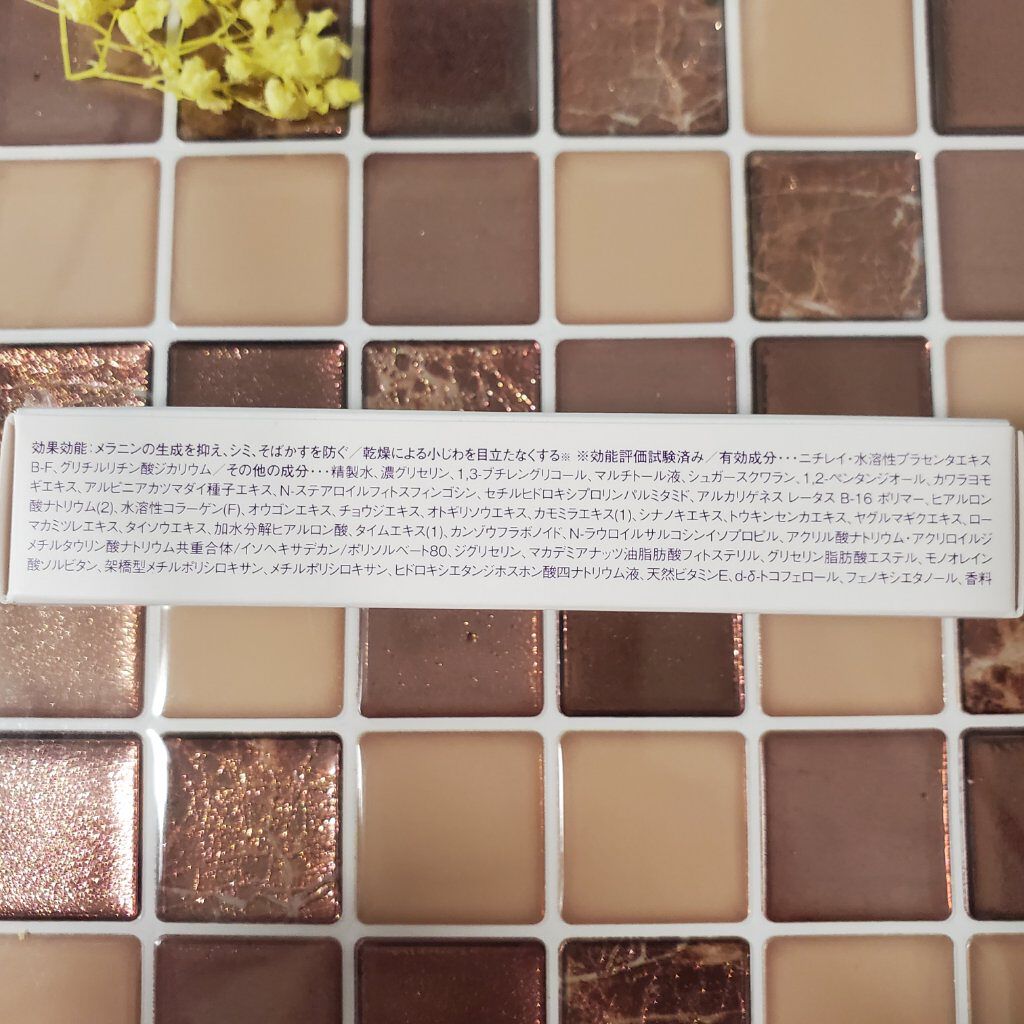 効果効能：メラニンの生成を抑え、シミ、そばかすを防ぐ／乾燥による小じわを目立たなくする※ ※効能評価試験済み／有効成分･･･ニチレイ・水溶性プラセンタエキス
B-F、グリチルリチン酸ジカリウム／その他の成分･･･精製水、濃グリセリン、1,3-ブチレングリコール、マルチトール液、シュガースクワラン、1,2-ペンタンジオール、カワラヨモ
ギエキス、アルピニアカツマダイ種子エキス、N-ステアロイルフィトスフィンゴシン、セチルヒドロキシプロリンパルミタミド、アルカリゲネス レータス B-16 ポリマー、ヒアルロン
酸ナトリウム(2)、水溶性コラーゲン(F)、オウゴンエキス、チョウジエキス、オトギリソウエキス、カモミラエキス(1)、シナノキエキス、トウキンセンカエキス、ヤグルマギクエキス、ロー
マカミツレエキス、タイソウエキス、加水分解ヒアルロン酸、タイムエキス(1)、カンゾウフラボノイド、N-ラウロイルサルコシンイソプロピル、アクリル酸ナトリウム・アクリロイルジ
メチルタウリン酸ナトリウム共重合体/イソヘキサデカン/ポリソルベート80、ジグリセリン、マカデミアナッツ油脂肪酸フィトステリル、グリセリン脂肪酸エステル、モノオレイン
酸ソルビタン、架橋型メチルポリシロキサン、メチルポリシロキサン、ヒドロキシエタンジホスホン酸四ナトリウム液、天然ビタミンE、d-δ-トコフェロール、フェノキシエタノール、香料